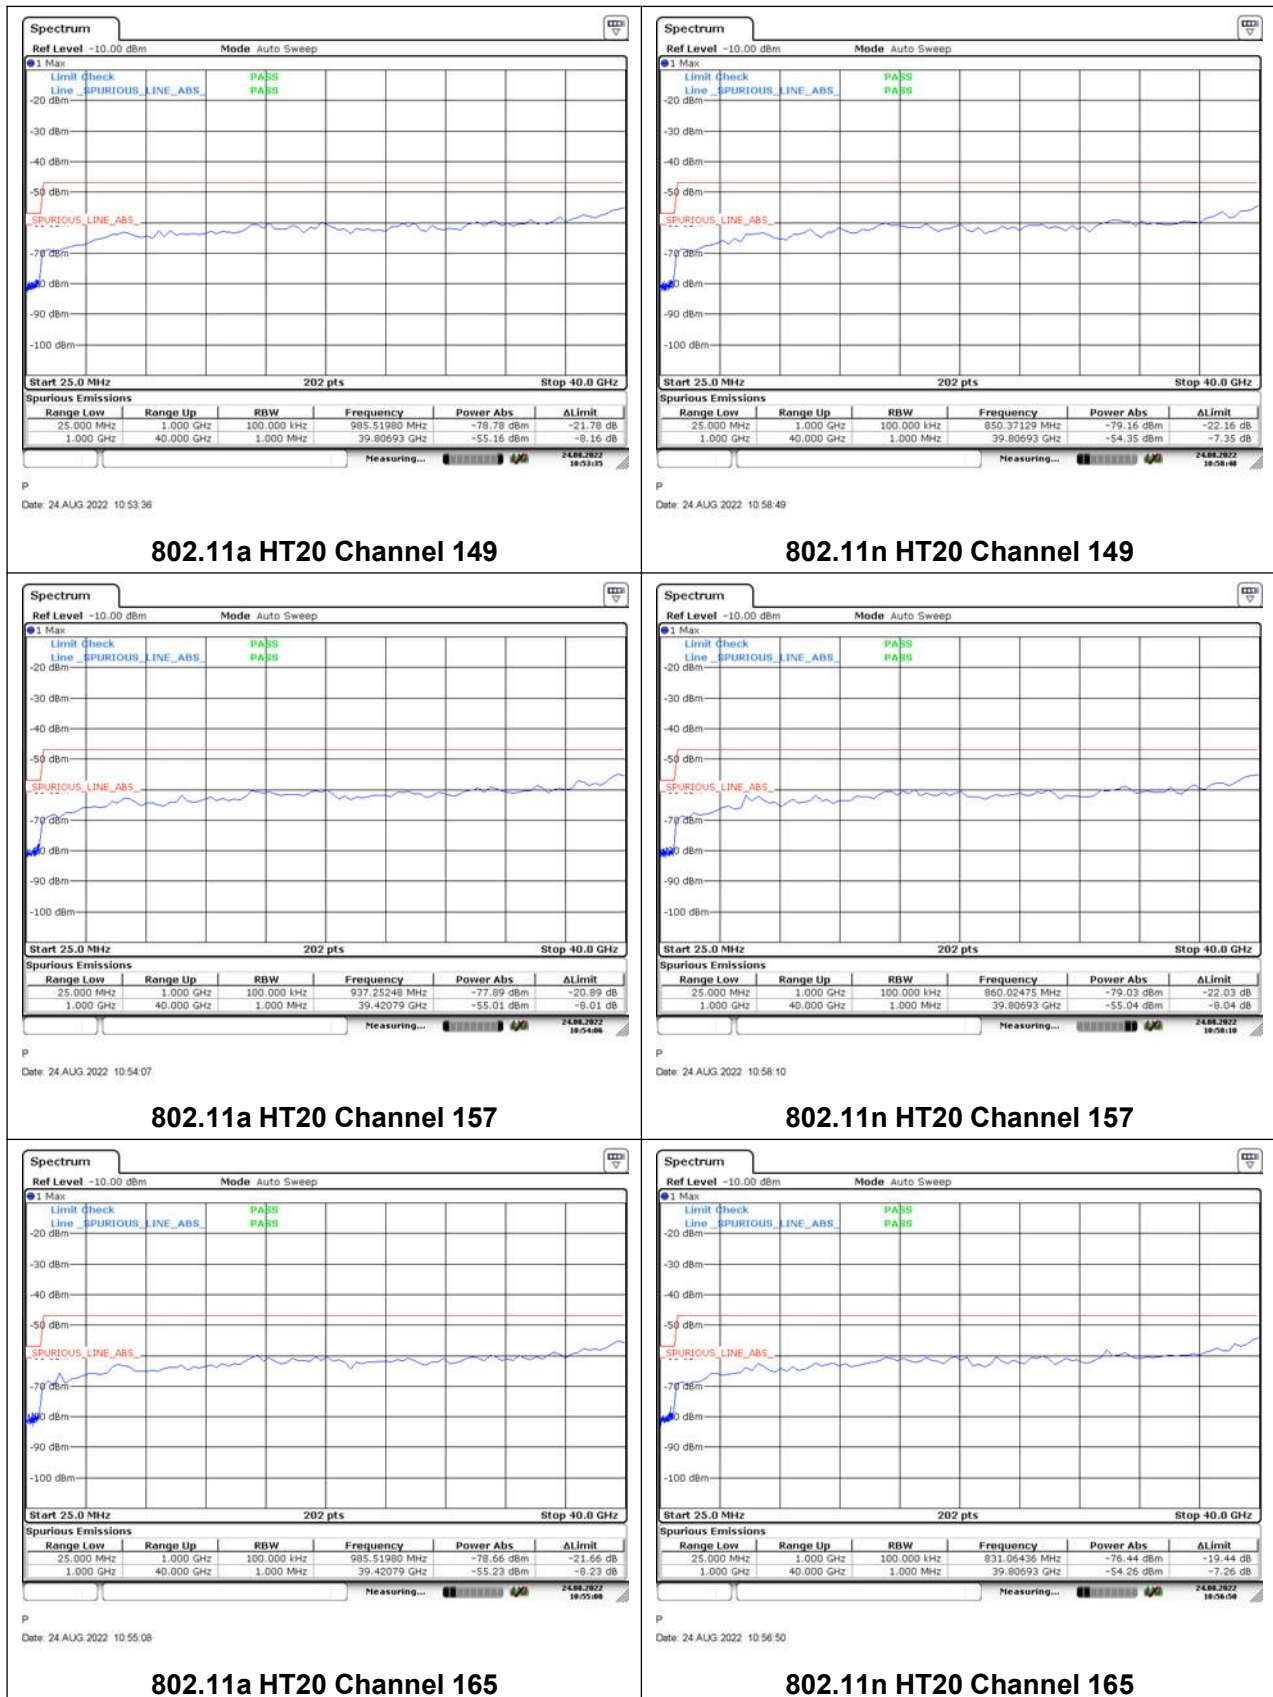 Spectrum
Ref Level -10.00 dBm Mode Auto Sweep
1 Max
Limit Check PASS
Line _SPURIOUS_LINE_ABS_ PASS
-20 dBm
-30 dBm
-40 dBm
-50 dBm
_SPURIOUS_LINE_ABS_
-70 dBm
-90 dBm
-100 dBm
Start 25.0 MHz 202 pts Stop 40.0 GHz
Spurious Emissions
Range Low Range Up RBW Frequency Power Abs ΔLimit
25.000 MHz 1.000 GHz 100.000 kHz 985.51980 MHz -78.78 dBm -21.78 dB
1.000 GHz 40.000 GHz 1.000 MHz 39.80693 GHz -55.16 dBm -8.16 dB
Measuring... 24.08.2022
10:53:35
P
Date: 24.AUG.2022 10:53:36
802.11a HT20 Channel 149
Spectrum
Ref Level -10.00 dBm Mode Auto Sweep
1 Max
Limit Check PASS
Line _SPURIOUS_LINE_ABS_ PASS
-20 dBm
-30 dBm
-40 dBm
-50 dBm
_SPURIOUS_LINE_ABS_
-70 dBm
-90 dBm
-100 dBm
Start 25.0 MHz 202 pts Stop 40.0 GHz
Spurious Emissions
Range Low Range Up RBW Frequency Power Abs ΔLimit
25.000 MHz 1.000 GHz 100.000 kHz 850.37129 MHz -79.16 dBm -22.16 dB
1.000 GHz 40.000 GHz 1.000 MHz 39.80693 GHz -54.35 dBm -7.35 dB
Measuring... 24.08.2022
10:58:48
P
Date: 24.AUG.2022 10:58:49
802.11n HT20 Channel 149
Spectrum
Ref Level -10.00 dBm Mode Auto Sweep
1 Max
Limit Check PASS
Line _SPURIOUS_LINE_ABS_ PASS
-20 dBm
-30 dBm
-40 dBm
-50 dBm
_SPURIOUS_LINE_ABS_
-70 dBm
-90 dBm
-100 dBm
Start 25.0 MHz 202 pts Stop 40.0 GHz
Spurious Emissions
Range Low Range Up RBW Frequency Power Abs ΔLimit
25.000 MHz 1.000 GHz 100.000 kHz 937.25248 MHz -77.89 dBm -20.89 dB
1.000 GHz 40.000 GHz 1.000 MHz 39.42079 GHz -55.01 dBm -8.01 dB
Measuring... 24.08.2022
10:54:06
P
Date: 24.AUG.2022 10:54:07
802.11a HT20 Channel 157
Spectrum
Ref Level -10.00 dBm Mode Auto Sweep
1 Max
Limit Check PASS
Line _SPURIOUS_LINE_ABS_ PASS
-20 dBm
-30 dBm
-40 dBm
-50 dBm
_SPURIOUS_LINE_ABS_
-70 dBm
-90 dBm
-100 dBm
Start 25.0 MHz 202 pts Stop 40.0 GHz
Spurious Emissions
Range Low Range Up RBW Frequency Power Abs ΔLimit
25.000 MHz 1.000 GHz 100.000 kHz 860.02475 MHz -79.03 dBm -22.03 dB
1.000 GHz 40.000 GHz 1.000 MHz 39.80693 GHz -55.04 dBm -8.04 dB
Measuring... 24.08.2022
10:58:10
P
Date: 24.AUG.2022 10:58:10
802.11n HT20 Channel 157
Spectrum
Ref Level -10.00 dBm Mode Auto Sweep
1 Max
Limit Check PASS
Line _SPURIOUS_LINE_ABS_ PASS
-20 dBm
-30 dBm
-40 dBm
-50 dBm
_SPURIOUS_LINE_ABS_
-70 dBm
-90 dBm
-100 dBm
Start 25.0 MHz 202 pts Stop 40.0 GHz
Spurious Emissions
Range Low Range Up RBW Frequency Power Abs ΔLimit
25.000 MHz 1.000 GHz 100.000 kHz 985.51980 MHz -78.66 dBm -21.66 dB
1.000 GHz 40.000 GHz 1.000 MHz 39.42079 GHz -55.23 dBm -8.23 dB
Measuring... 24.08.2022
10:55:08
P
Date: 24.AUG.2022 10:55:08
802.11a HT20 Channel 165
Spectrum
Ref Level -10.00 dBm Mode Auto Sweep
1 Max
Limit Check PASS
Line _SPURIOUS_LINE_ABS_ PASS
-20 dBm
-30 dBm
-40 dBm
-50 dBm
_SPURIOUS_LINE_ABS_
-70 dBm
-90 dBm
-100 dBm
Start 25.0 MHz 202 pts Stop 40.0 GHz
Spurious Emissions
Range Low Range Up RBW Frequency Power Abs ΔLimit
25.000 MHz 1.000 GHz 100.000 kHz 831.06436 MHz -76.44 dBm -19.44 dB
1.000 GHz 40.000 GHz 1.000 MHz 39.80693 GHz -54.26 dBm -7.26 dB
Measuring... 24.08.2022
10:56:50
P
Date: 24.AUG.2022 10:56:50
802.11n HT20 Channel 165